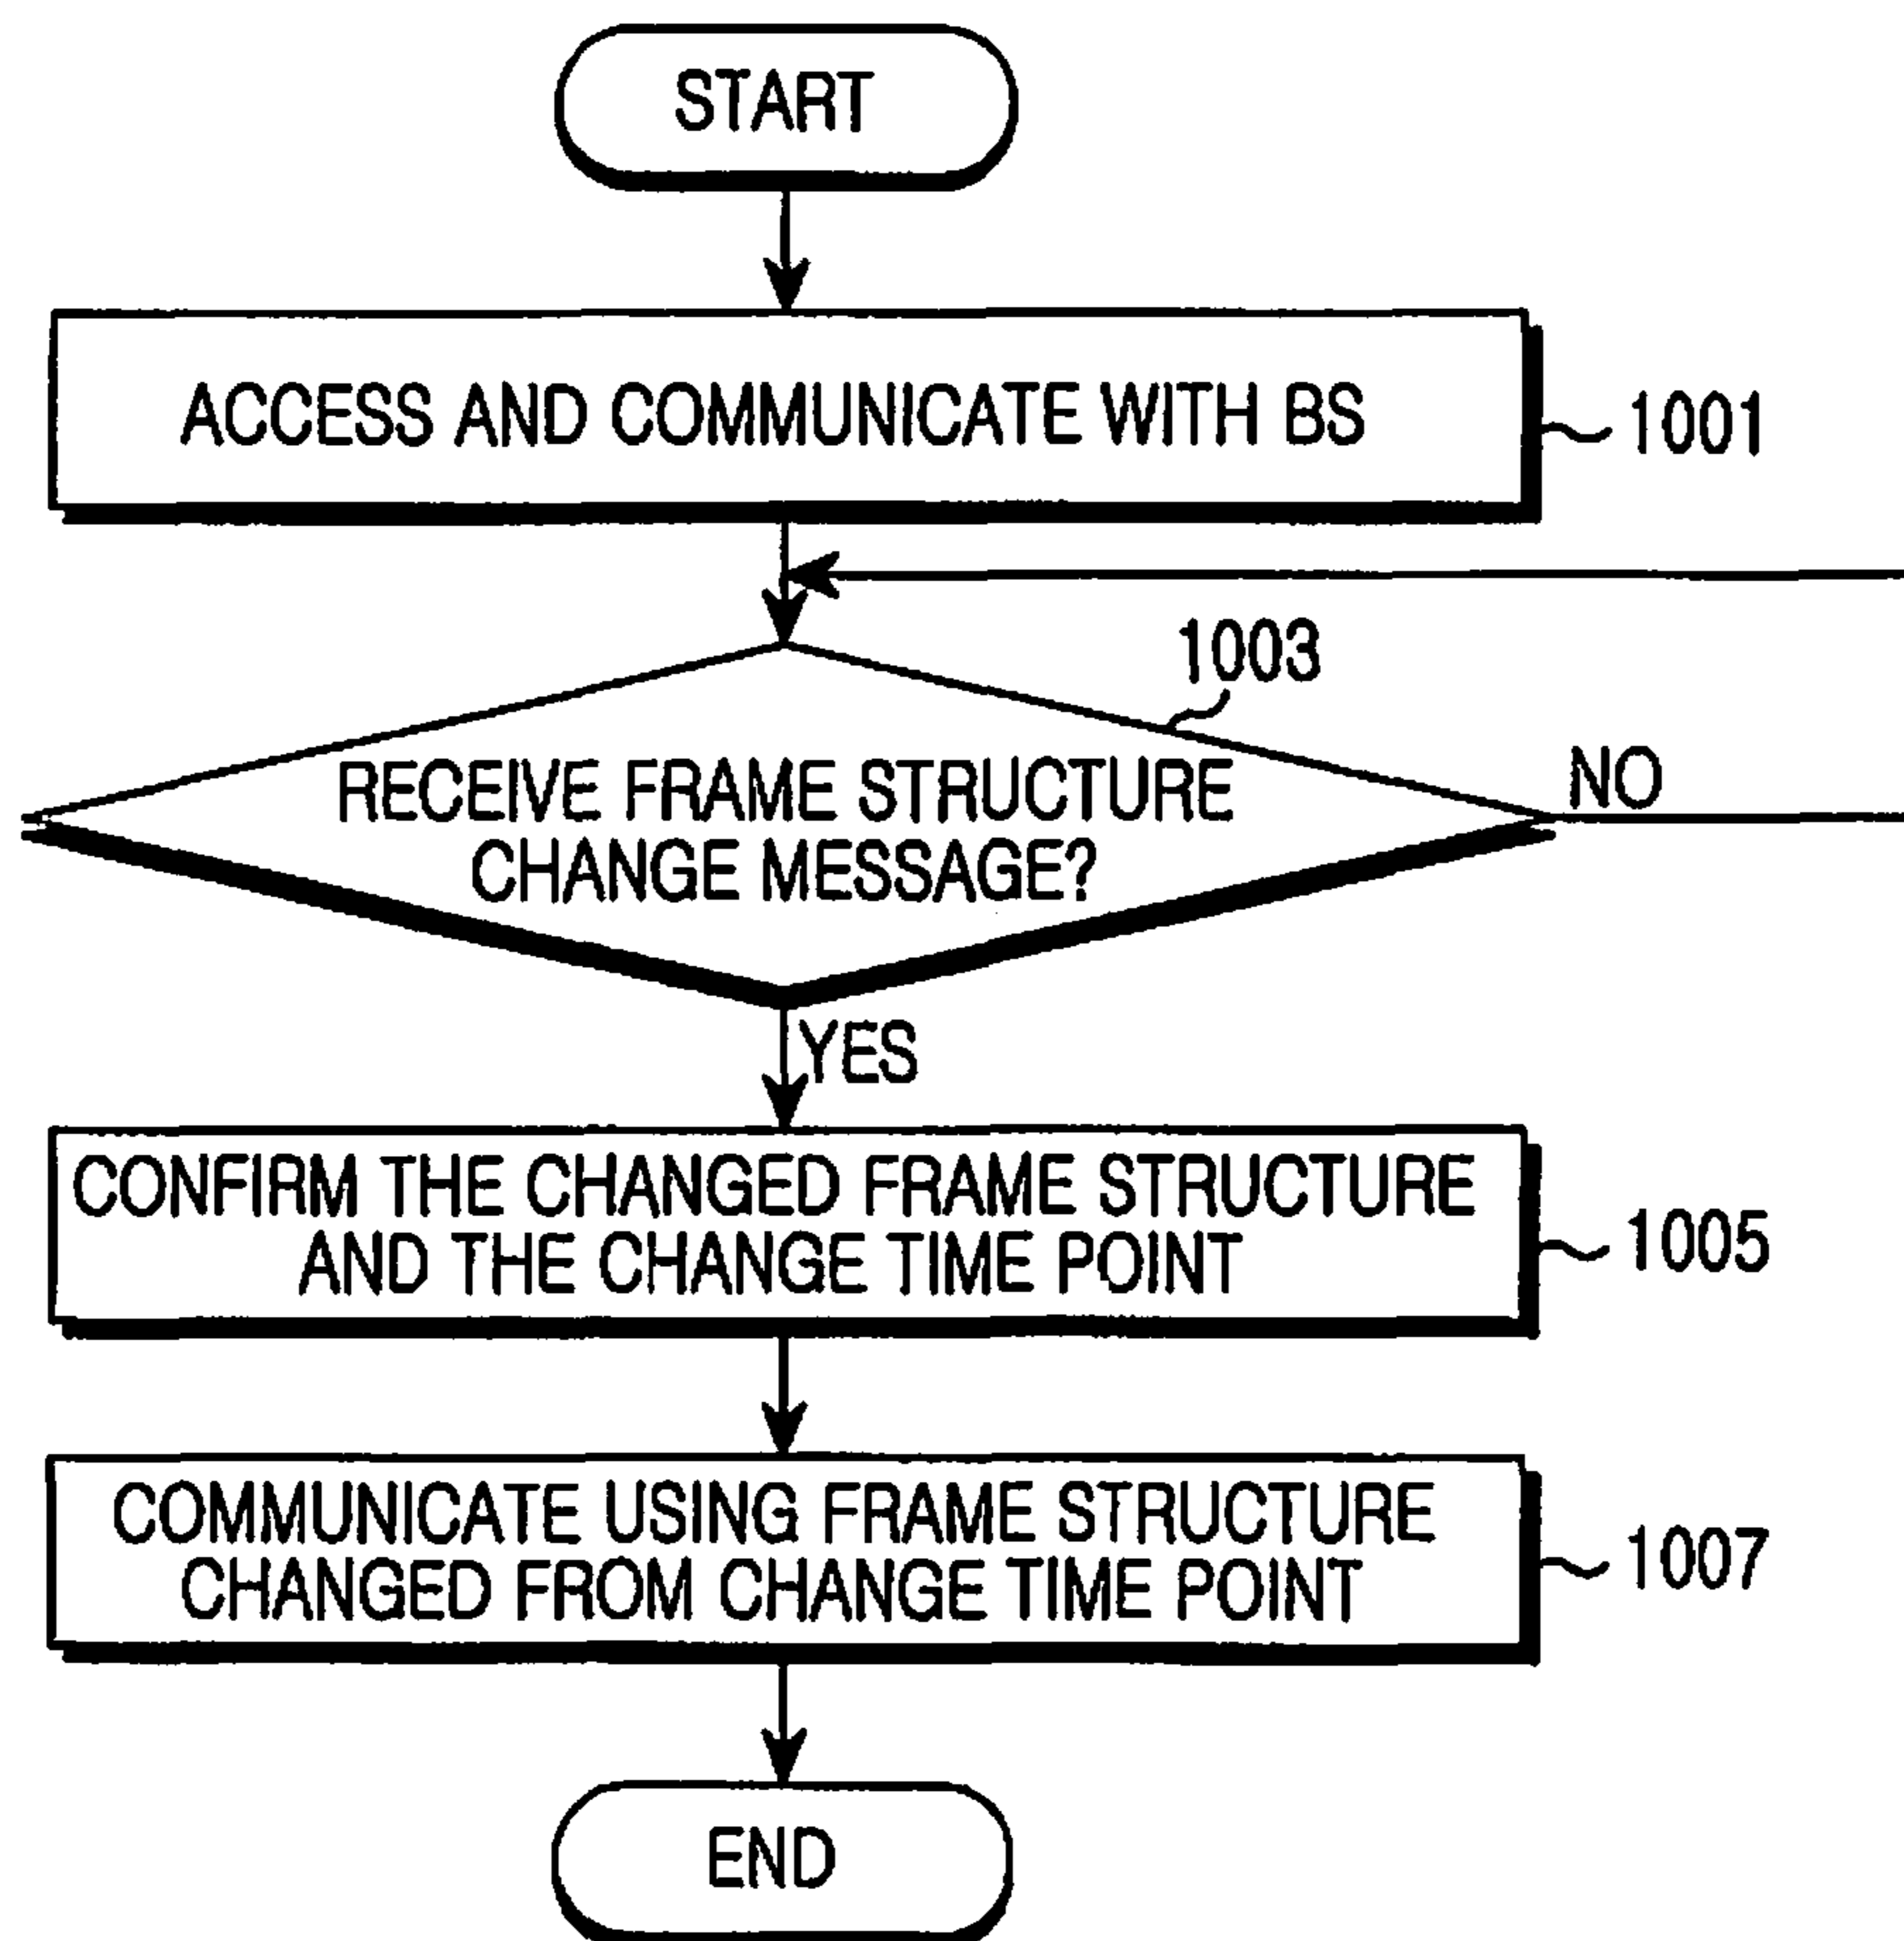 START
ACCESS AND COMMUNICATE WITH BS
1001
1003
RECEIVE FRAME STRUCTURE
CHANGE MESSAGE?
NO
YES
CONFIRM THE CHANGED FRAME STRUCTURE
AND THE CHANGE TIME POINT
1005
COMMUNICATE USING FRAME STRUCTURE
CHANGED FROM CHANGE TIME POINT
1007
END